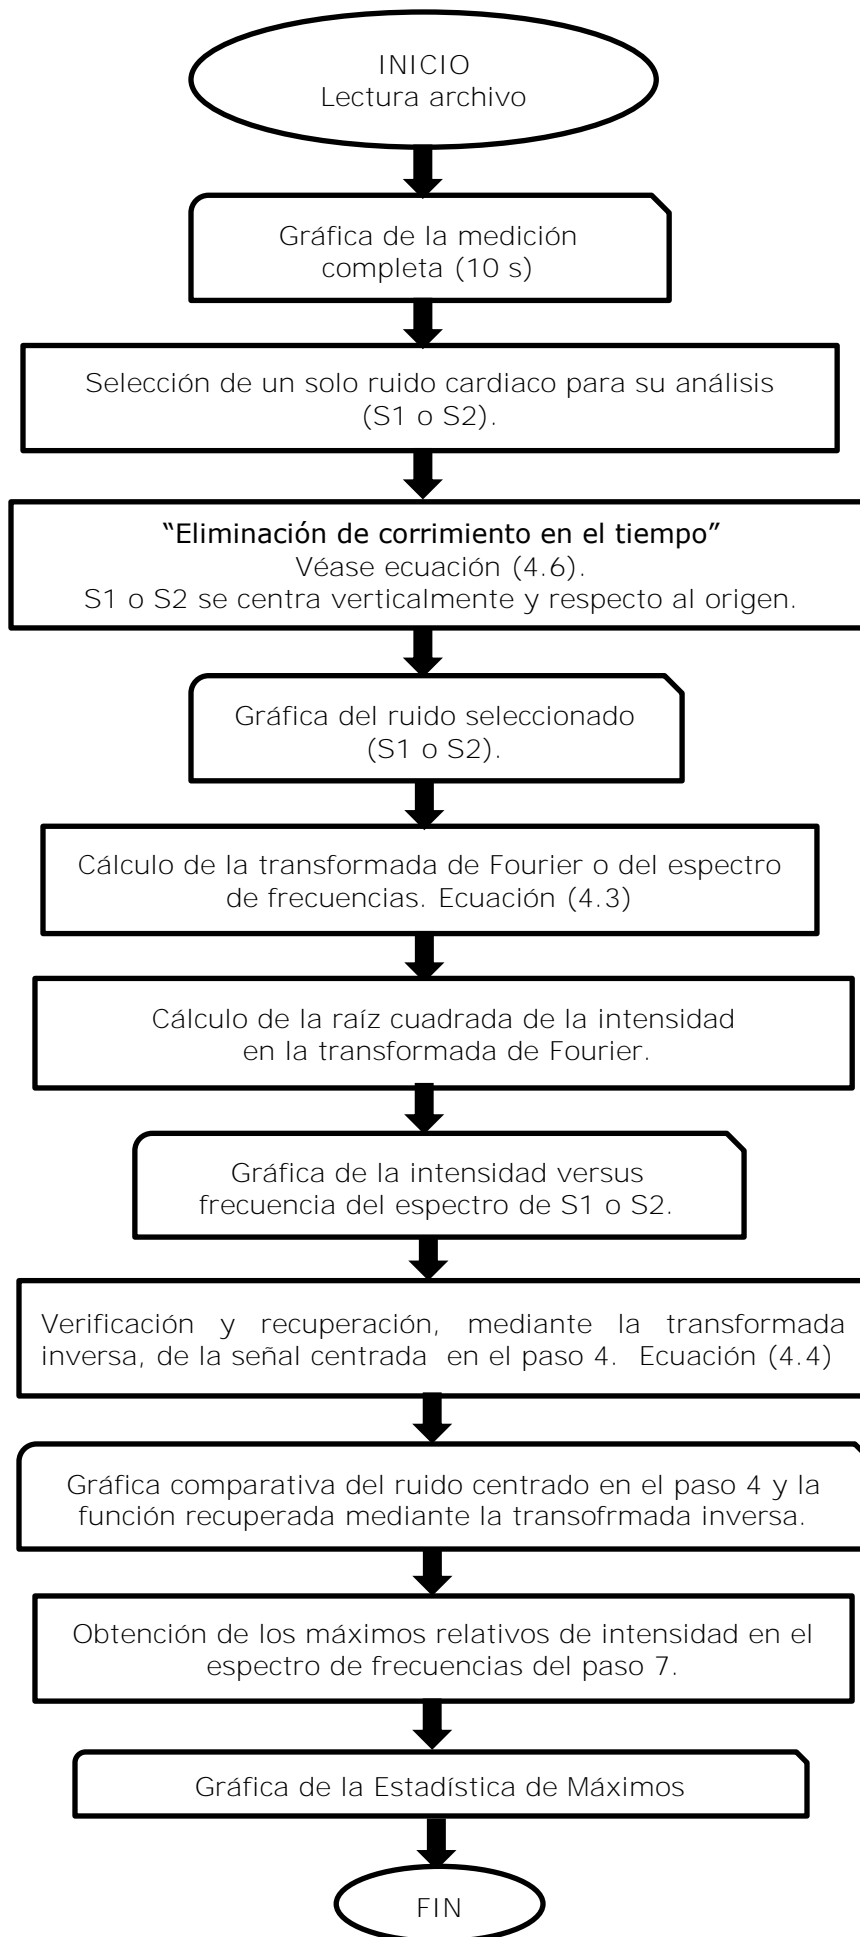 INICIO
Lectura archivo
Gráfica de la medición
completa (10 s)
Selección de un solo ruido cardiaco para su análisis
(S1 o S2).
“Eliminación de corrimiento en el tiempo”
Véase ecuación (4.6).
S1 o S2 se centra verticalmente y respecto al origen.
Gráfica del ruido seleccionado
(S1 o S2).
Cálculo de la transformada de Fourier o del espectro
de frecuencias. Ecuación (4.3)
Cálculo de la raíz cuadrada de la intensidad
en la transformada de Fourier.
Gráfica de la intensidad versus
frecuencia del espectro de S1 o S2.
Verificación y recuperación, mediante la transformada
inversa, de la señal centrada en el paso 4. Ecuación (4.4)
Gráfica comparativa del ruido centrado en el paso 4 y la
función recuperada mediante la transofrmada inversa.
Obtención de los máximos relativos de intensidad en el
espectro de frecuencias del paso 7.
Gráfica de la Estadística de Máximos
FIN